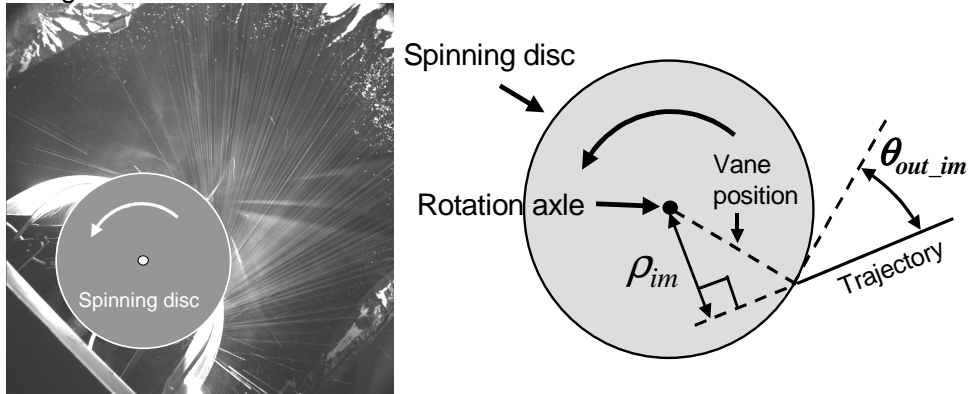 Spinning disc
Spinning disc
Rotation axle
Vane
position
θout_im
ρim
Trajectory